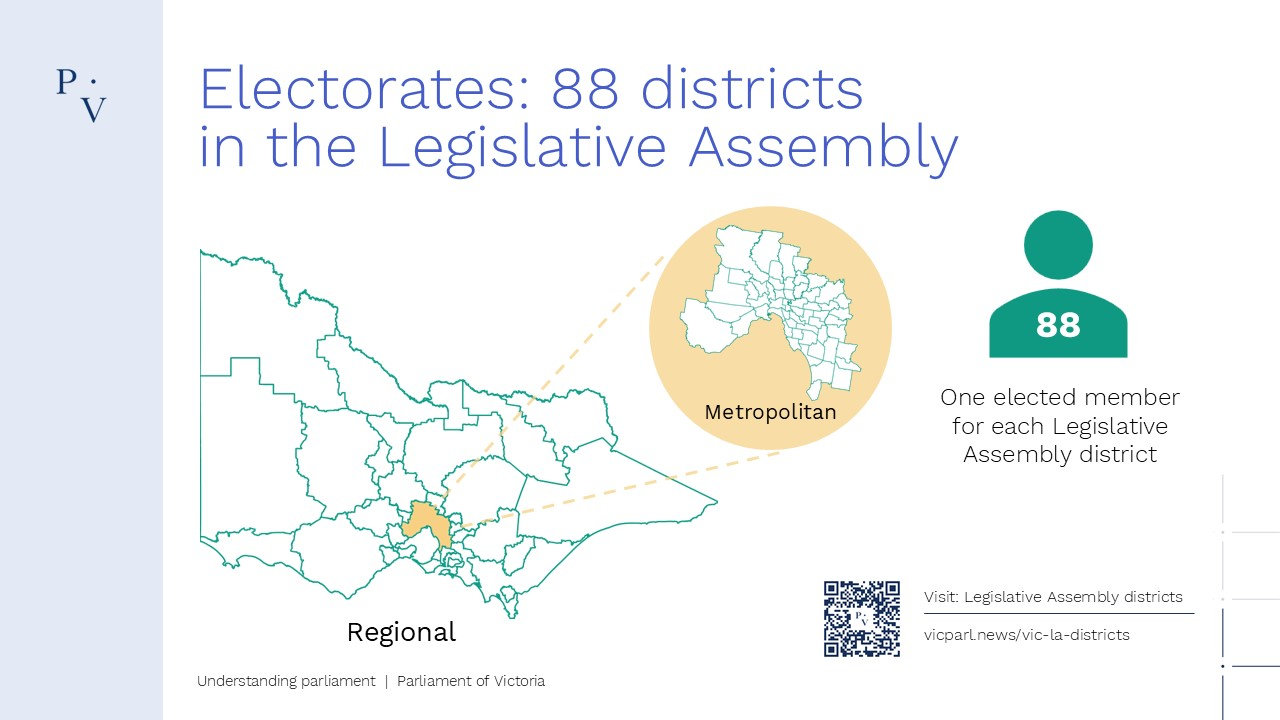 P.
V
Electorates: 88 districts
in the Legislative Assembly
Metropolitan
Regional
88
One elected member
for each Legislative
Assembly district
Visit: Legislative Assembly districts
vicparl.news/vic-la-districts
Understanding parliament | Parliament of Victoria